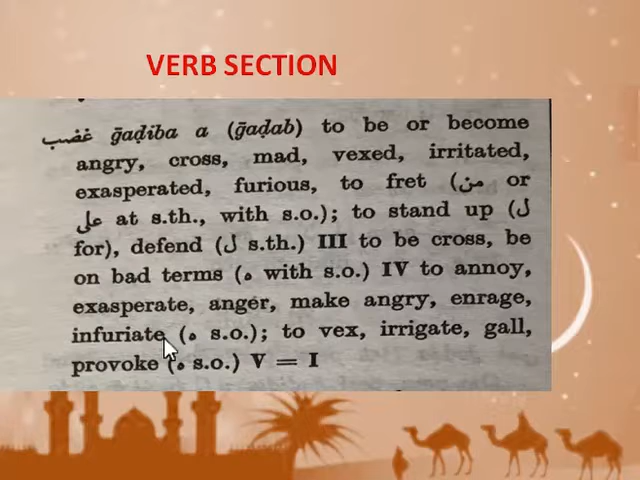 VERB SECTION
غضب ḡaḍiba a (ḡaḍab) to be or become
angry, cross, mad, vexed, irritated,
exasperated, furious, to fret (من or
على at s.th., with s.o.); to stand up (ل
for), defend (ل s.th.) III to be cross, be
on bad terms (ه with s.o.) IV to annoy,
exasperate, anger, make angry, enrage,
infuriate (ه s.o.); to vex, irrigate, gall,
provoke (ه s.o.) V = I